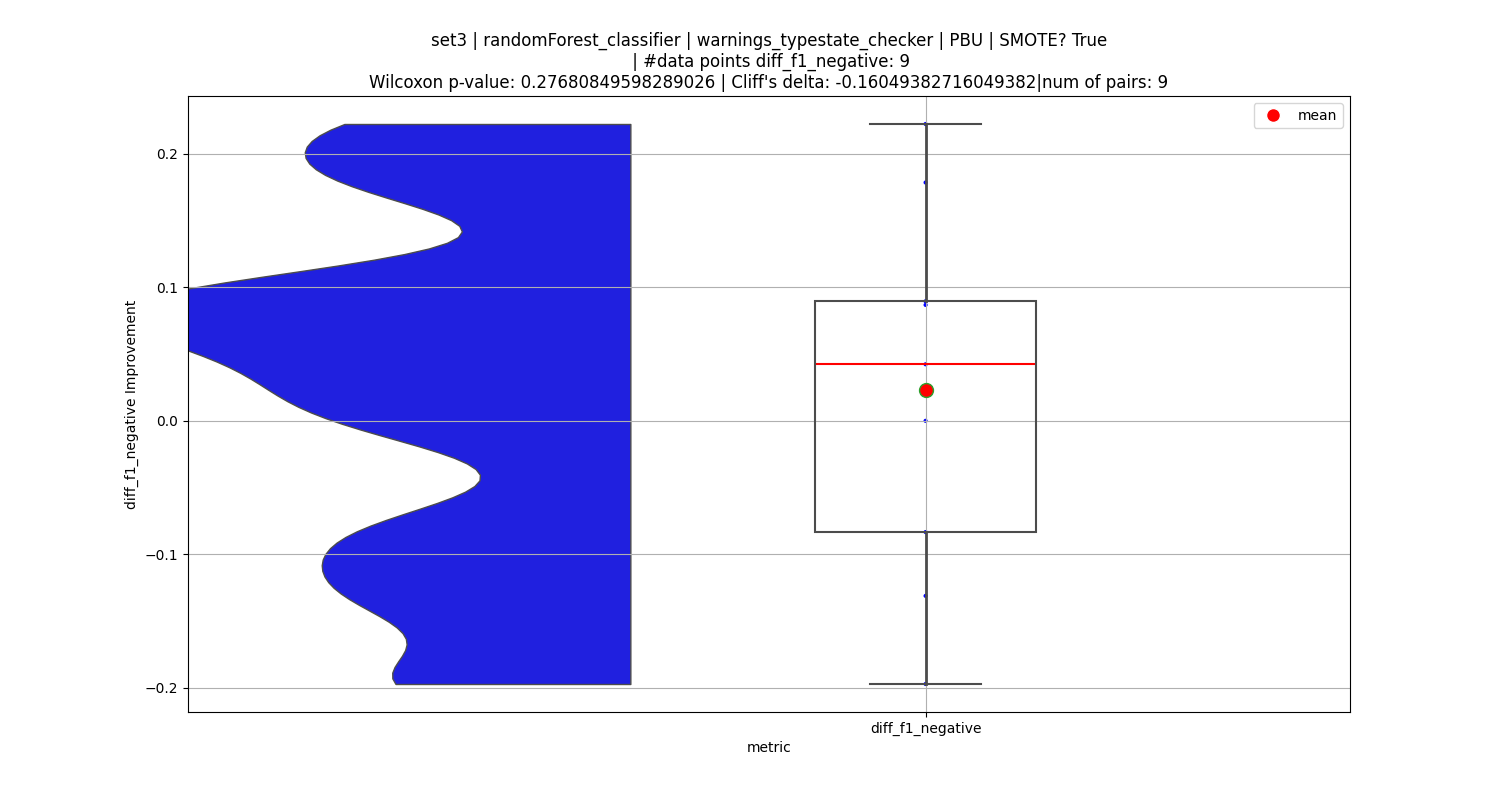 set3 | randomForest_classifier | warnings_typestate_checker | PBU | SMOTE? True
| #data points diff_f1_negative: 9
Wilcoxon p-value: 0.27680849598289026 | Cliff's delta: -0.16049382716049382|num of pairs: 9
mean
0.2
0.1
0.0
−0.1
−0.2
diff_f1_negative Improvement
diff_f1_negative
metric